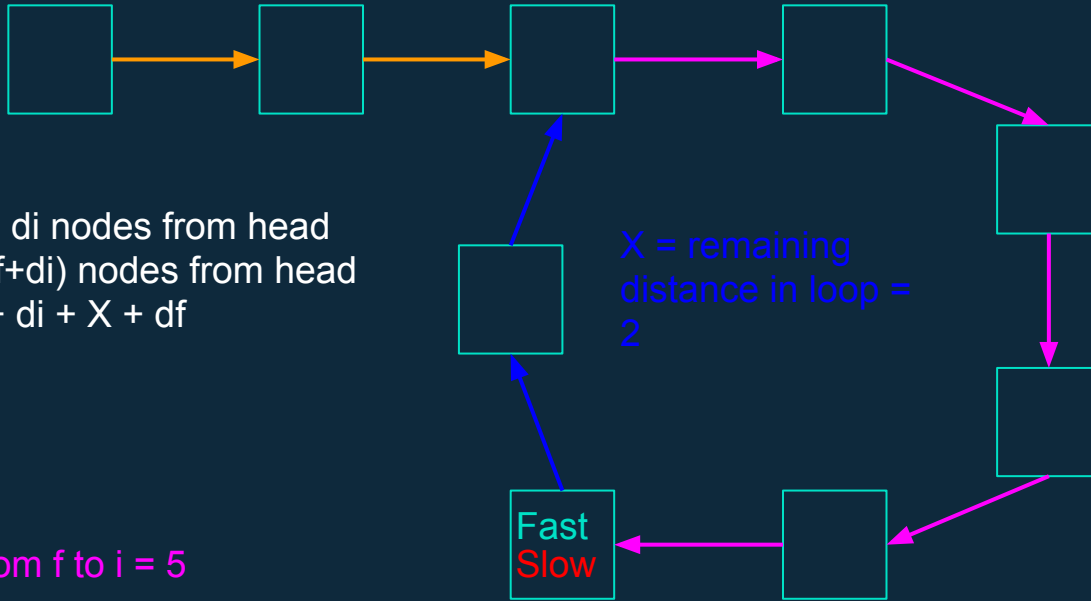 di nodes from head
f+di) nodes from head
di + X + df
X = remaining
distance in loop =
2
Fast
Slow
om f to i = 5